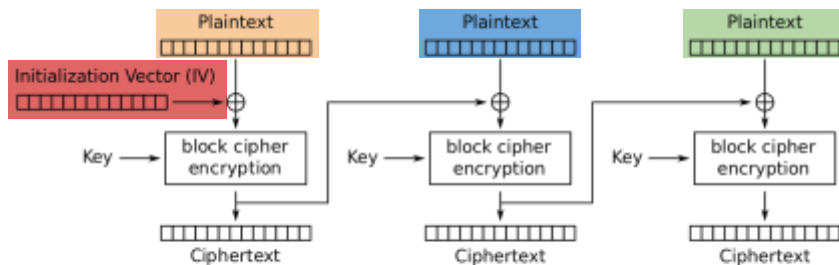 Plaintext
Plaintext
Plaintext
Initialization Vector (IV)
Key
block cipher
encryption
Key
block cipher
encryption
Key
block cipher
encryption
Ciphertext
Ciphertext
Ciphertext